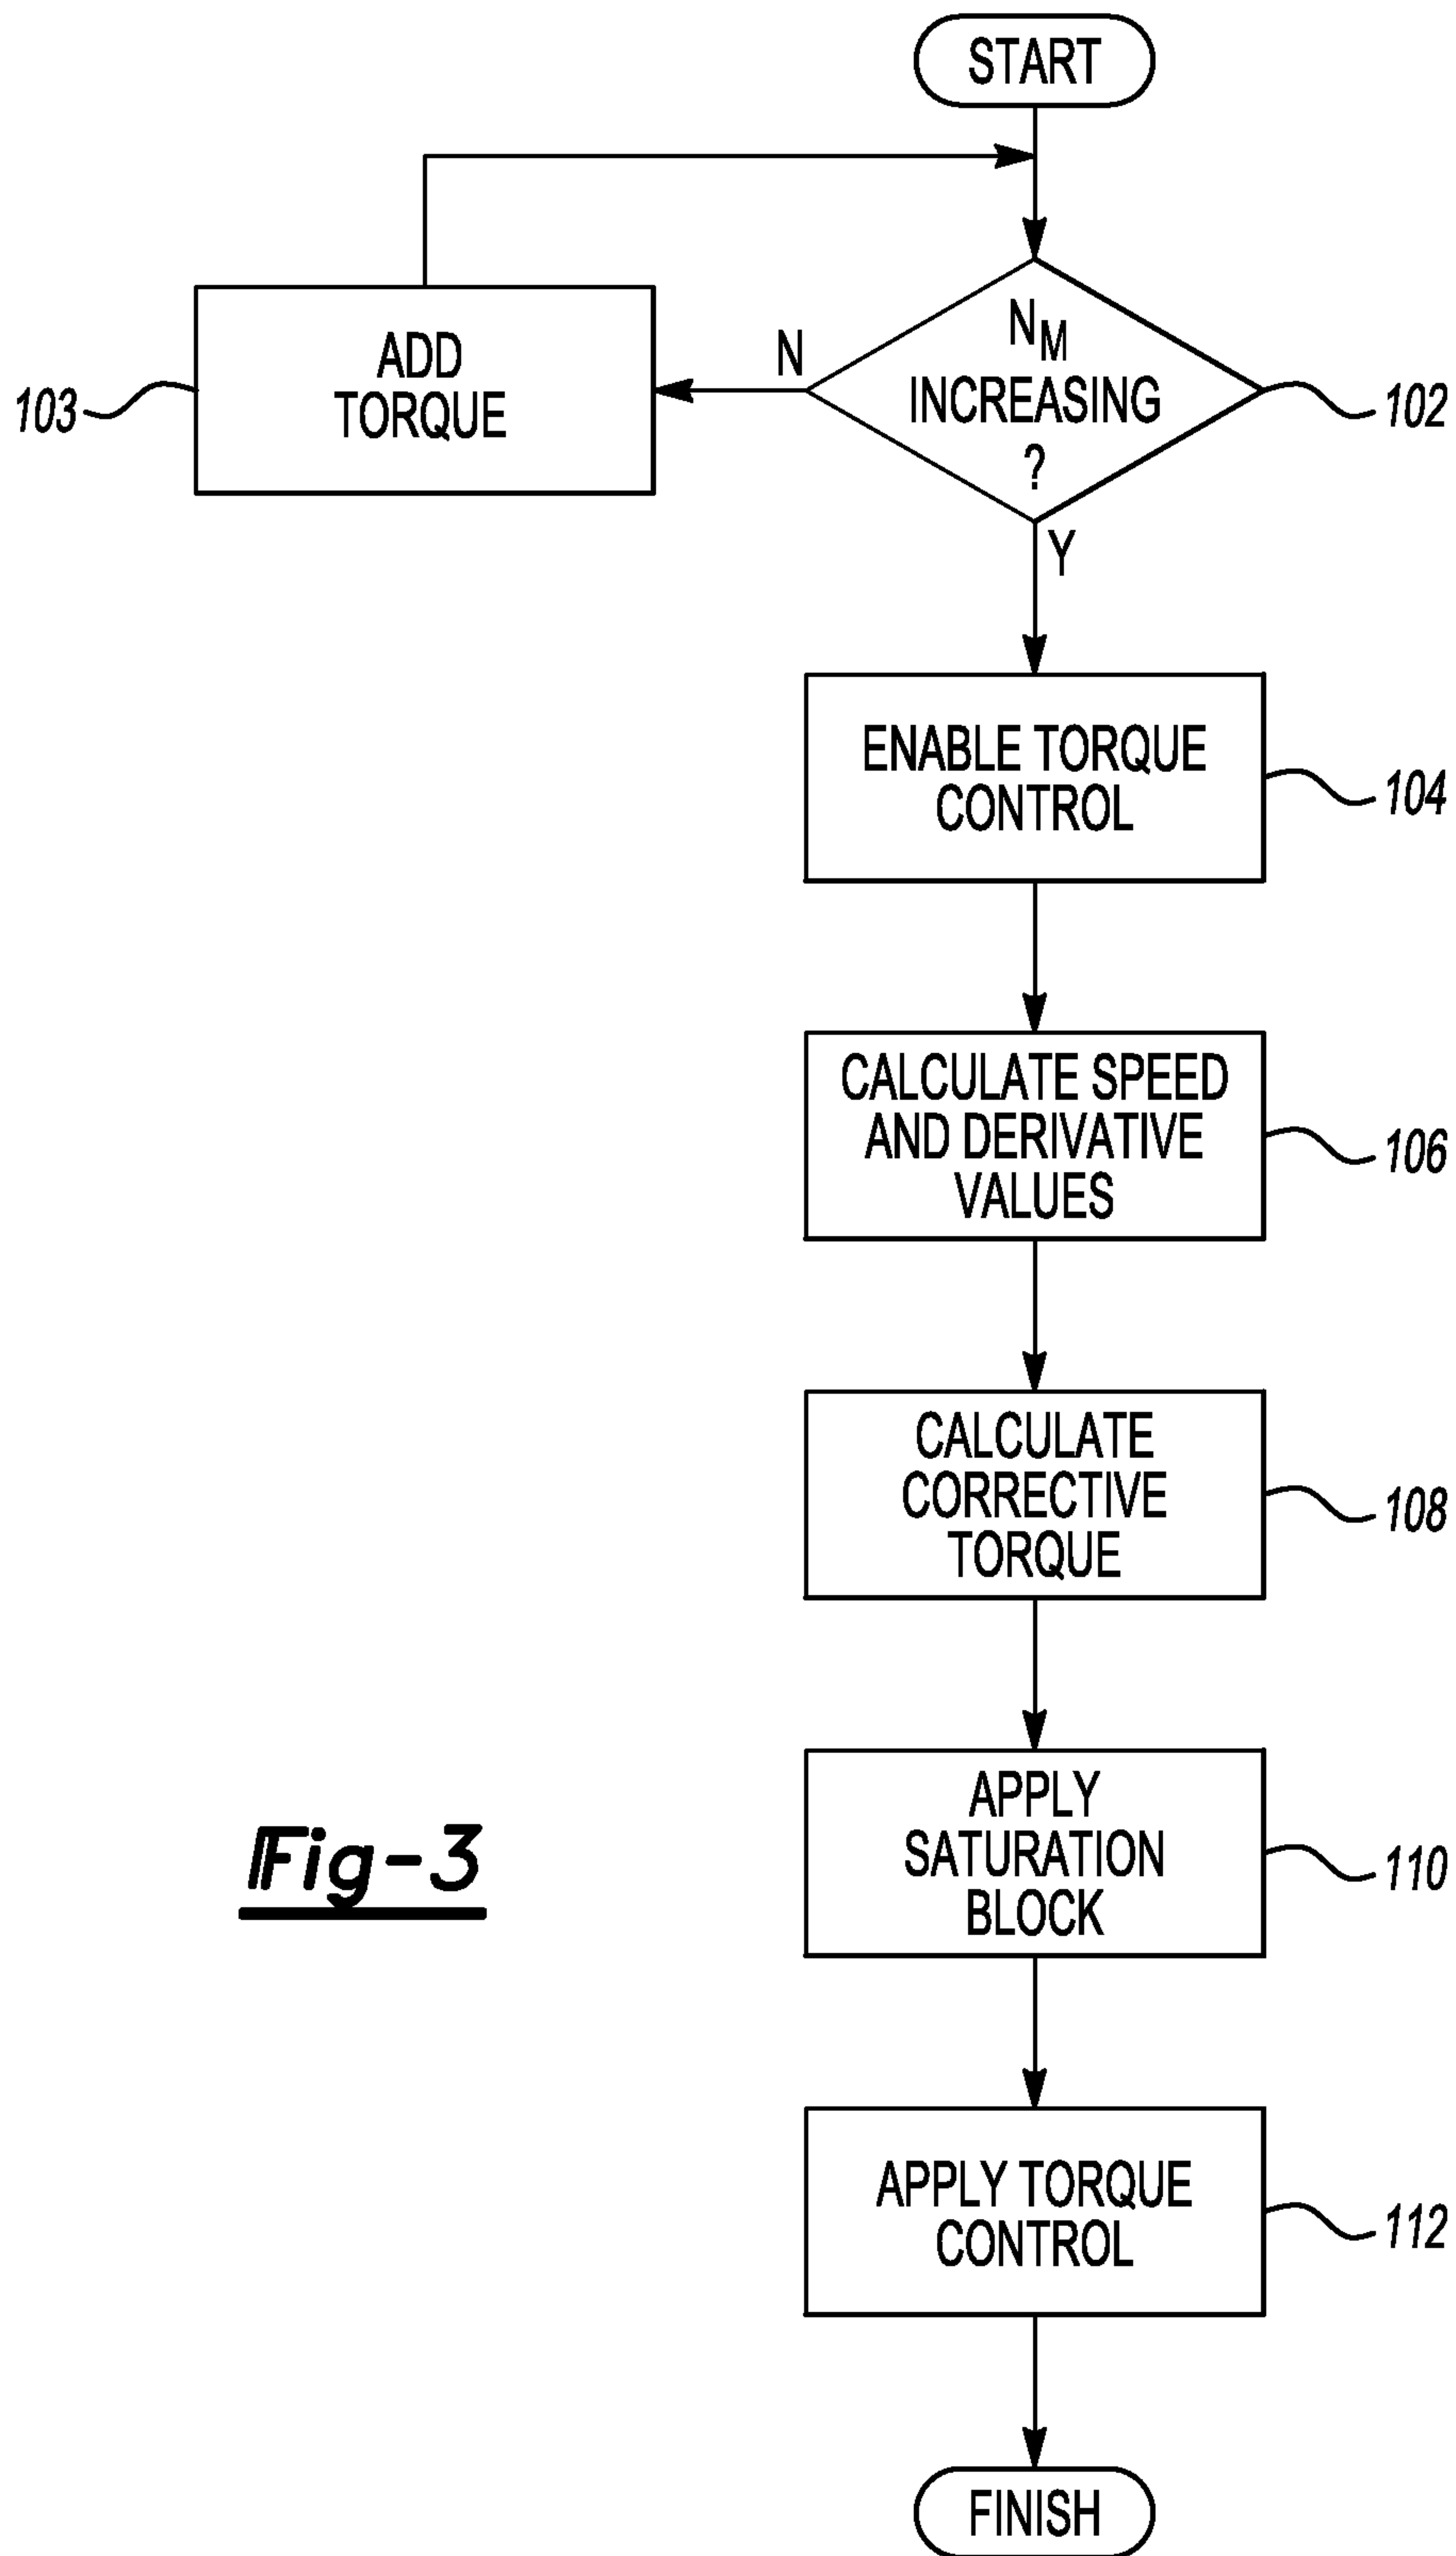 START
ADD
TORQUE
103
N
N_M
INCREASING
?
102
Y
ENABLE TORQUE
CONTROL
104
CALCULATE SPEED
AND DERIVATIVE
VALUES
106
CALCULATE
CORRECTIVE
TORQUE
108
APPLY
SATURATION
BLOCK
110
Fig-3
APPLY TORQUE
CONTROL
112
FINISH